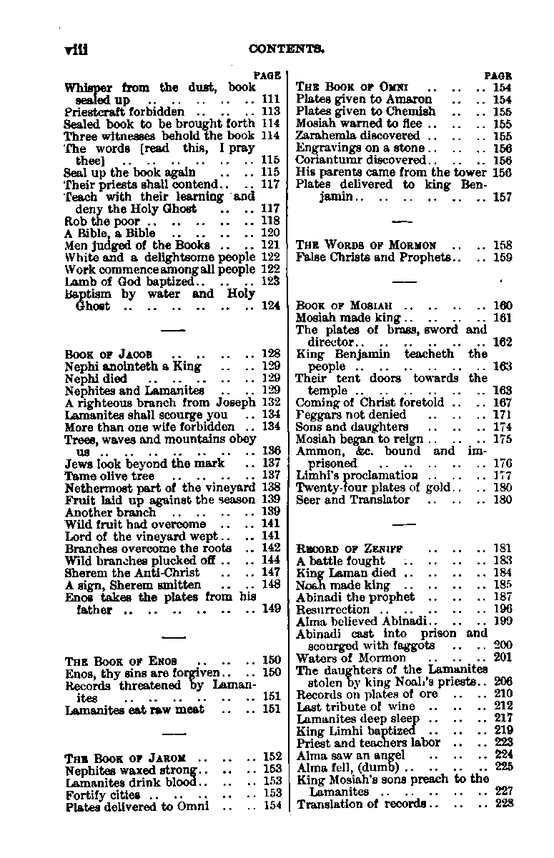 viii
CONTENTS.
PAGE
Whisper from the dust, book
sealed up .. .. .. .. .. 111
Priestcraft forbidden .. .. .. 113
Sealed book to be brought forth 114
Three witnesses behold the book 114
The words [read this, I pray
thee] .. .. .. .. .. .. 115
Seal up the book again .. .. 115
Their priests shall contend.. .. 117
Teach with their learning and
deny the Holy Ghost .. .. 117
Rob the poor .. .. .. .. .. 118
A Bible, a Bible .. .. .. .. 120
Men judged of the Books .. .. 121
White and a delightsome people 122
Work commence among all people 122
Lamb of God baptized.. .. .. 123
Baptism by water and Holy
Ghost .. .. .. .. .. .. 124
BOOK OF JACOB .. .. .. .. 128
Nephi anointeth a King .. .. 129
Nephi died .. .. .. .. .. 129
Nephites and Lamanites .. .. 129
A righteous branch from Joseph 132
Lamanites shall scourge you .. 134
More than one wife forbidden .. 134
Trees, waves and mountains obey
us .. .. .. .. .. .. .. 136
Jews look beyond the mark .. 137
Tame olive tree .. .. .. .. 137
Nethermost part of the vineyard 138
Fruit laid up against the season 139
Another branch .. .. .. .. 139
Wild fruit had overcome .. .. 141
Lord of the vineyard wept.. .. 141
Branches overcome the roots .. 142
Wild branches plucked off .. .. 144
Sherem the Anti-Christ .. .. 147
A sign, Sherem smitten .. .. 148
Enos takes the plates from his
father .. .. .. .. .. .. 149
THE BOOK OF ENOS .. .. .. 150
Enos, thy sins are forgiven.. .. 150
Records threatened by Laman-
ites .. .. .. .. .. .. 151
Lamanites eat raw meat .. .. 151
THE BOOK OF JAROM .. .. .. 152
Nephites waxed strong.. .. .. 153
Lamanites drink blood.. .. .. 153
Fortify cities .. .. .. .. .. 153
Plates delivered to Omni .. .. 154
PAGE
THE BOOK OF OMNI .. .. .. 154
Plates given to Amaron .. .. 154
Plates given to Chemish .. .. 155
Mosiah warned to flee .. .. .. 155
Zarahemla discovered .. .. .. 155
Engravings on a stone.. .. .. 156
Coriantumr discovered.. .. .. 156
His parents came from the tower 156
Plates delivered to king Ben-
jamin.. .. .. .. .. .. .. 157
THE WORDS OF MORMON .. .. 158
False Christs and Prophets.. .. 159
BOOK OF MOSIAH .. .. .. .. 160
Mosiah made king .. .. .. .. 161
The plates of brass, sword and
director.. .. .. .. .. .. 162
King Benjamin teacheth the
people .. .. .. .. .. .. 163
Their tent doors towards the
temple .. .. .. .. .. .. 163
Coming of Christ foretold .. .. 167
Feggars not denied .. .. .. 171
Sons and daughters .. .. .. 174
Mosiah began to reign .. .. .. 175
Ammon, &c. bound and im-
prisoned .. .. .. .. .. 176
Limhi's proclamation .. .. .. 177
Twenty-four plates of gold.. .. 180
Seer and Translator .. .. .. 180
RECORD OF ZENIFF .. .. .. 181
A battle fought .. .. .. .. 183
King Laman died .. .. .. .. 184
Noah made king .. .. .. .. 185
Abinadi the prophet .. .. .. 187
Resurrection .. .. .. .. .. 196
Alma believed Abinadi.. .. .. 199
Abinadi cast into prison and
scourged with faggots .. .. 200
Waters of Mormon .. .. .. 201
The daughters of the Lamanites
stolen by king Noah's priests.. 206
Records on plates of ore .. .. 210
Last tribute of wine .. .. .. 212
Lamanites deep sleep .. .. .. 217
King Limhi baptized .. .. .. 219
Priest and teachers labor .. .. 223
Alma saw an angel .. .. .. 224
Alma fell, (dumb) .. .. .. .. 225
King Mosiah's sons preach to the
Lamanites .. .. .. .. .. 227
Translation of records.. .. .. 228